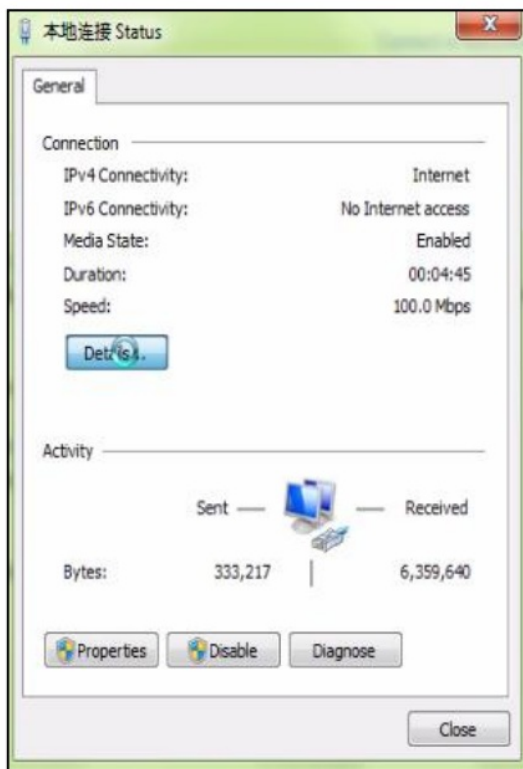 本地连接 Status
General
Connection
IPv4 Connectivity: Internet
IPv6 Connectivity: No Internet access
Media State: Enabled
Duration: 00:04:45
Speed: 100.0 Mbps
Details...
Activity
Sent Received
Bytes: 333,217 6,359,640
Properties Disable Diagnose
Close